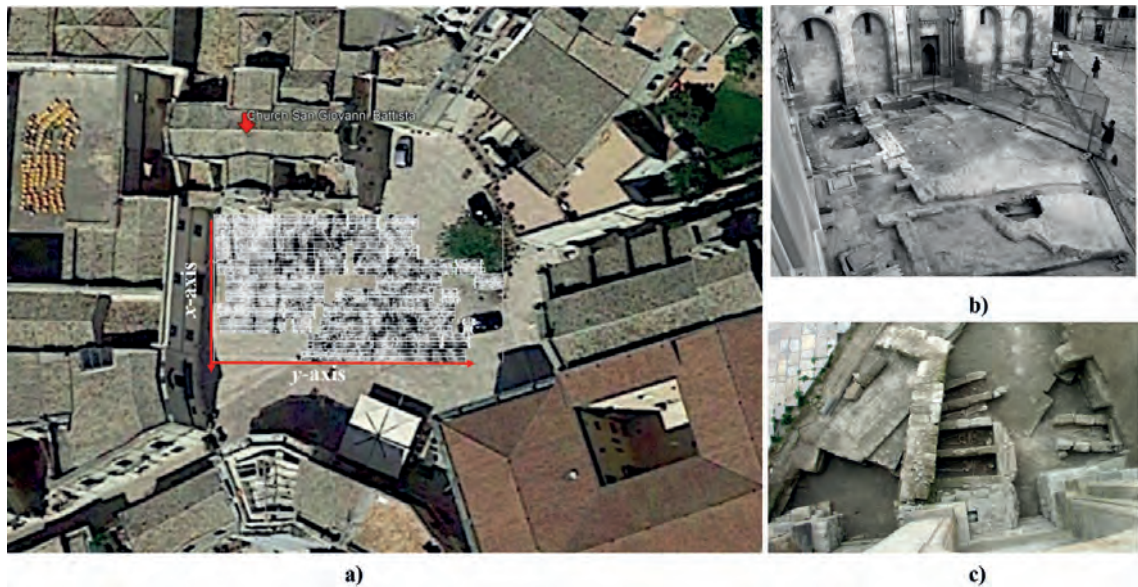 Church San Giovanni Battista
x-axis
y-axis
a)
b)
c)